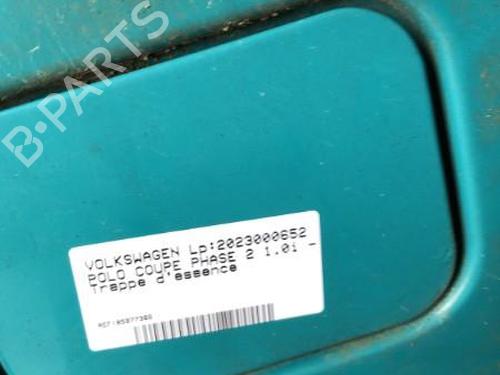 B-PARTS
VOLKSWAGEN Lp:2023000652
POLO COUPE PHASE 2 1.0i -
Trappe d'essence